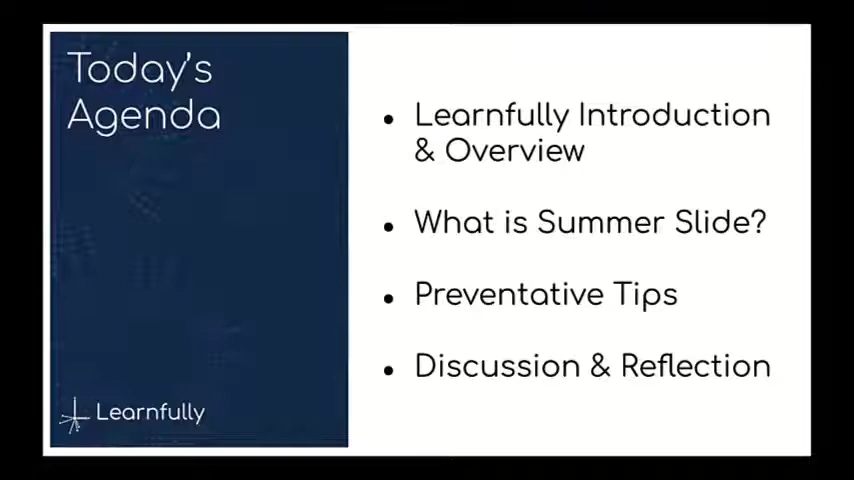 Today's
Agenda
Learnfully
• Learnfully Introduction
& Overview
• What is Summer Slide?
• Preventative Tips
• Discussion & Reflection